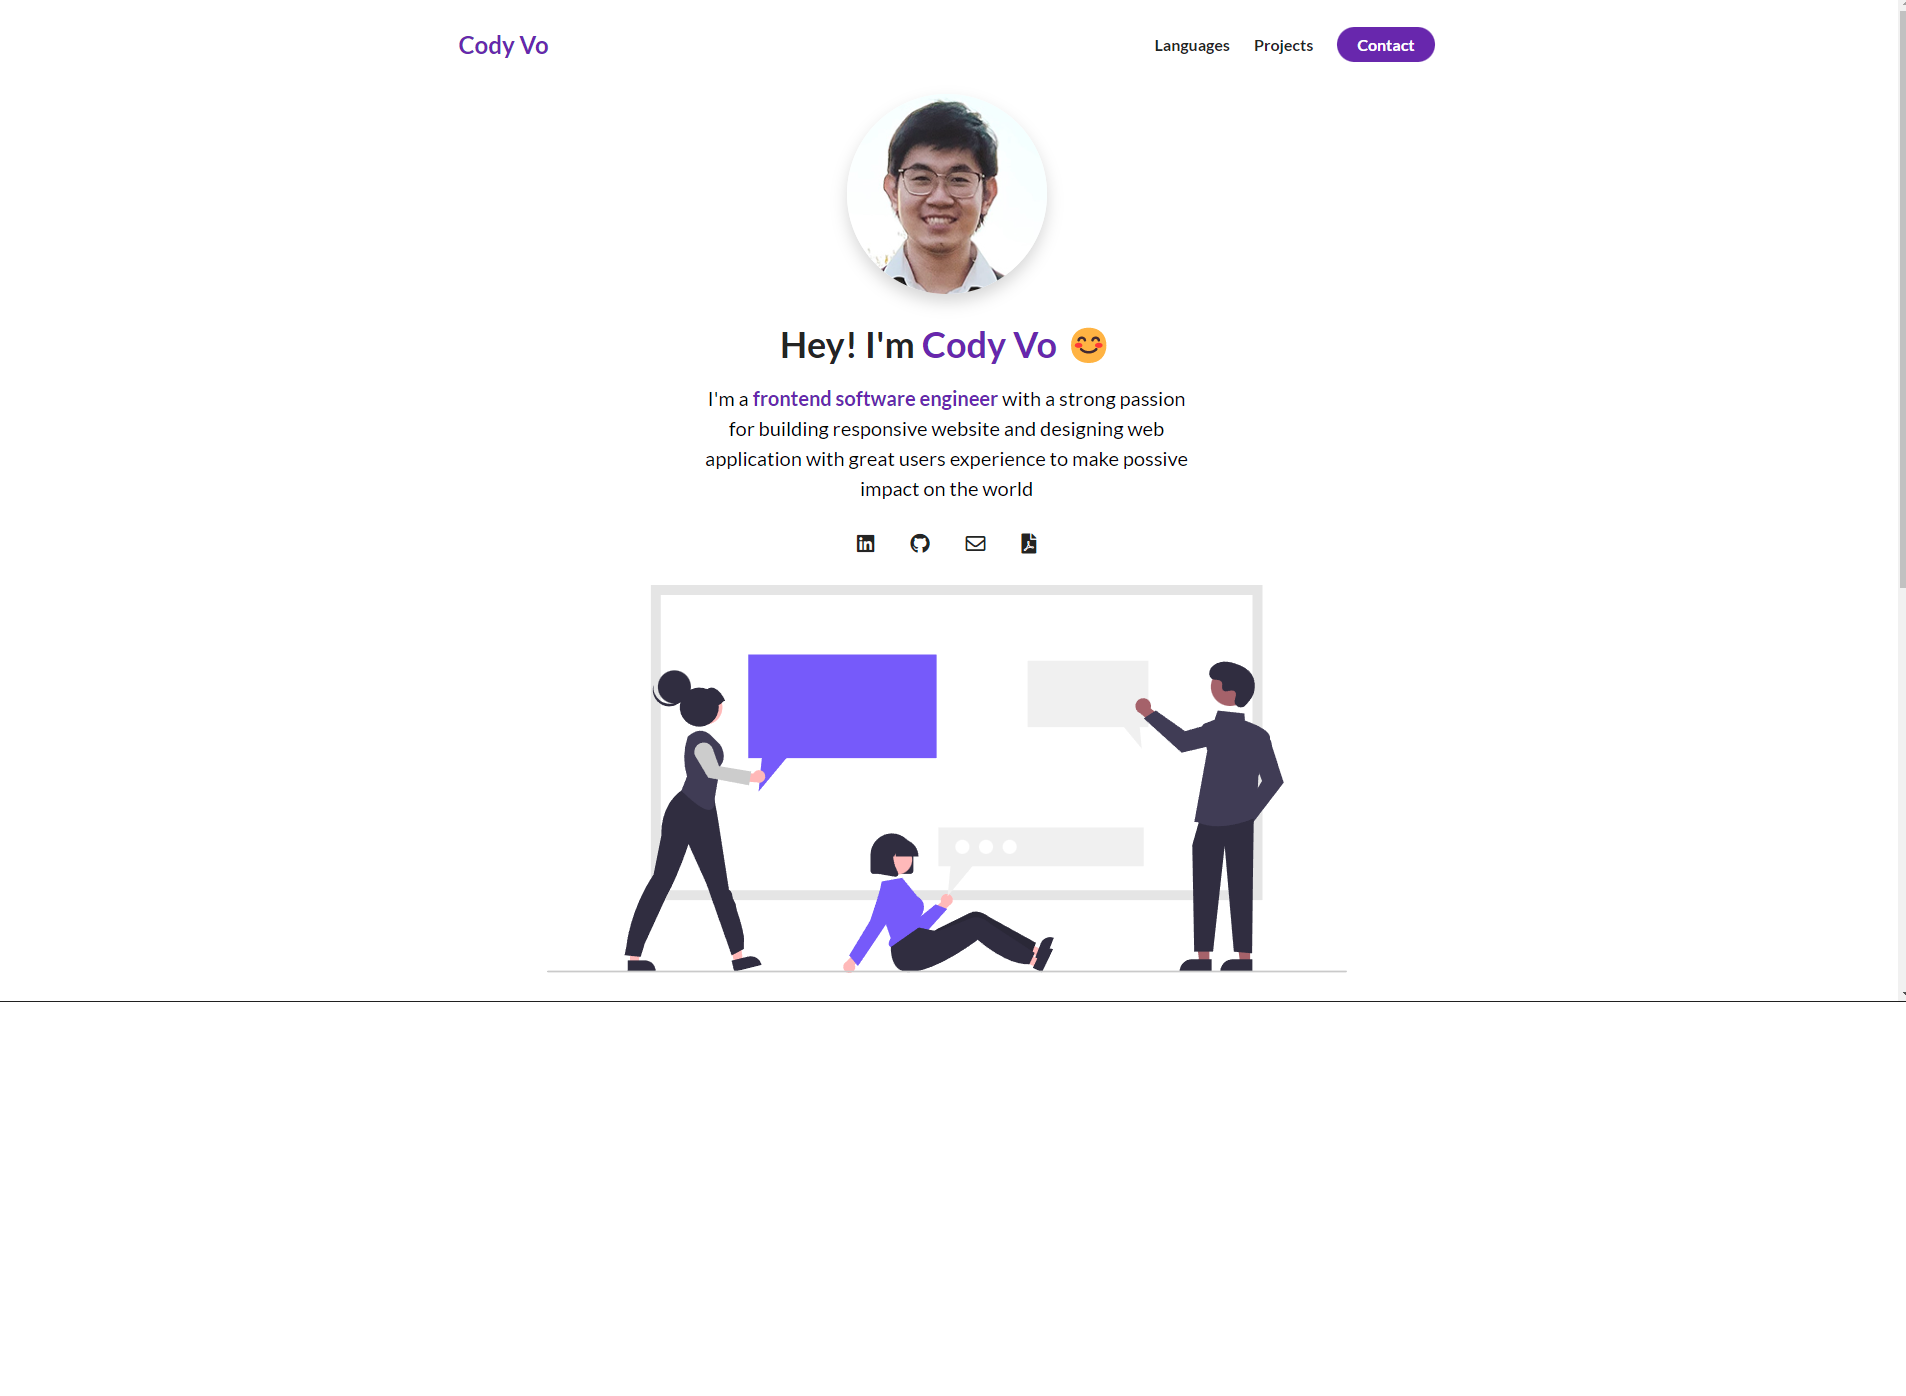 Cody Vo
Languages Projects Contact
Hey! I'm Cody Vo 😊
I'm a frontend software engineer with a strong passion
for building responsive website and designing web
application with great users experience to make possive
impact on the world